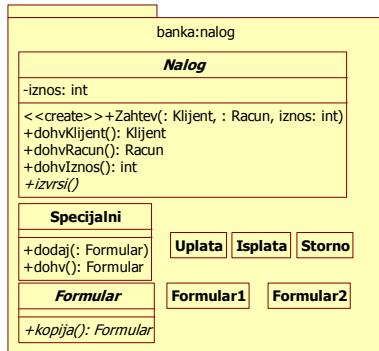 banka:nalog
Nalog
-iznos: int
<<create>>+Zahtev(: Klijent, : Racun, iznos: int)
+dohvKlijent(): Klijent
+dohvRacun(): Racun
+dohvIznos(): int
+izvrsi()
Specijalni
+dodaj(: Formular)
+dohv(): Formular
Uplata
Isplata
Storno
Formular
+kopija(): Formular
Formular1
Formular2